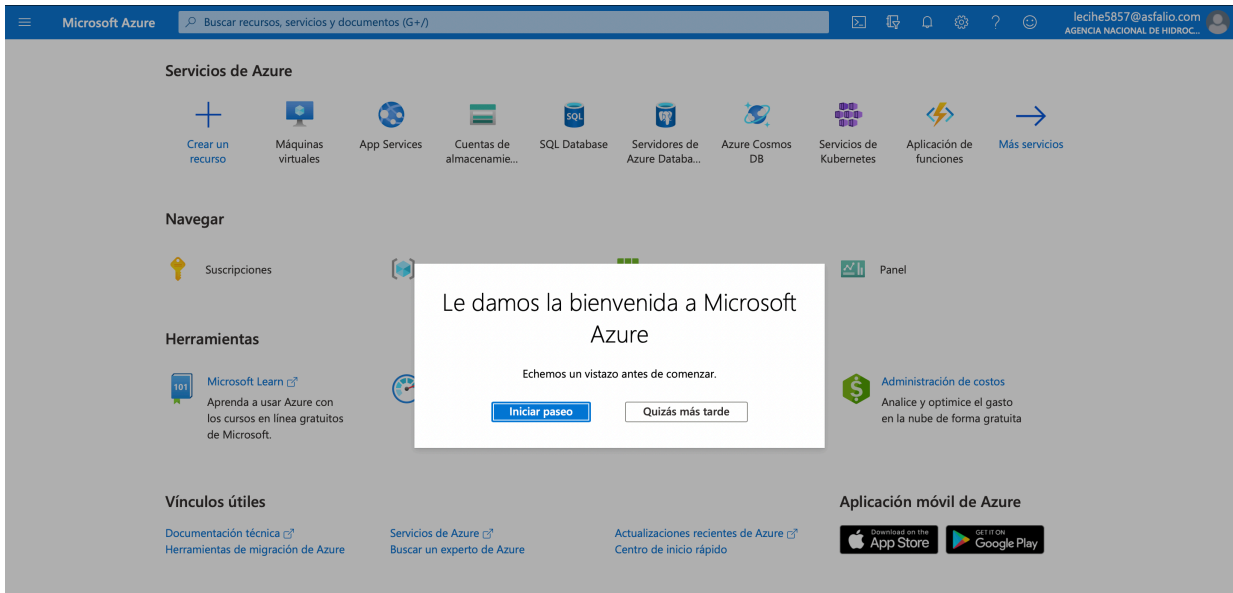 Microsoft Azure
Buscar recursos, servicios y documentos (G+/)
lecihe5857@asfalio.com
AGENCIA NACIONAL DE HIDROC...
Servicios de Azure
Crear un
recurso
Máquinas
virtuales
App Services
Cuentas de
almacenamie...
SQL
SQL Database
Servidores de
Azure Databa...
Azure Cosmos
DB
Servicios de
Kubernetes
Aplicación de
funciones
Más servicios
Navegar
Suscripciones
Panel
Le damos la bienvenida a Microsoft
Azure
Echemos un vistazo antes de comenzar.
Iniciar paseo
Quizás más tarde
Herramientas
101
Microsoft Learn
Aprenda a usar Azure con
los cursos en línea gratuitos
de Microsoft.
Administración de costos
Analice y optimice el gasto
en la nube de forma gratuita
Vínculos útiles
Documentación técnica
Herramientas de migración de Azure
Servicios de Azure
Buscar un experto de Azure
Actualizaciones recientes de Azure
Centro de inicio rápido
Aplicación móvil de Azure
Download on the
App Store
GET IT ON
Google Play